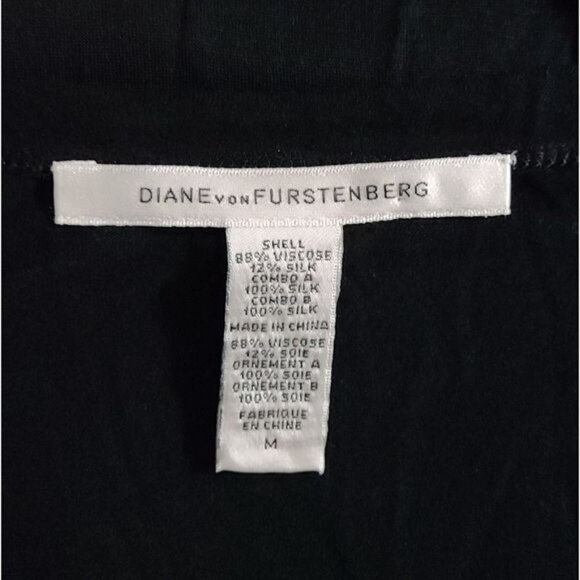 DIANE VON FURSTENBERG
SHELL
88% VISCOSE
12% SILK
COMBO A
100% SILK
COMBO B
100% SILK
MADE IN CHINA
88% VISCOSE
12% SOIE
ORNEMENT A
100% SOIE
ORNEMENT B
100% SOIE
FABRIQUE
EN CHINE
M